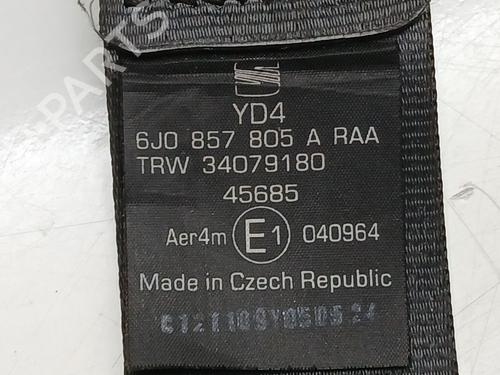 YD4
6J0 857 805 A RAA
TRW 34079180
45685
Aer4m E1 040964
Made in Czech Republic